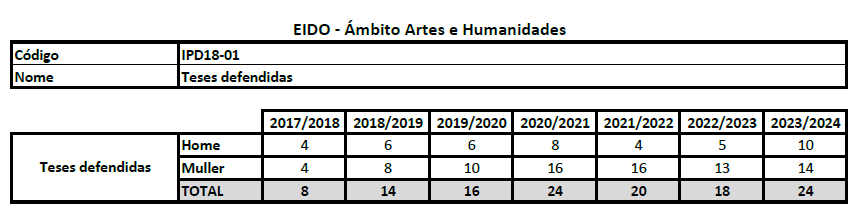 EIDO - Ámbito Artes e Humanidades
Código IPD18-01
Nome Teses defendidas
2017/2018 2018/2019 2019/2020 2020/2021 2021/2022 2022/2023 2023/2024
Teses defendidas
Home 4 6 6 8 4 5 10
Muller 4 8 10 16 16 13 14
TOTAL 8 14 16 24 20 18 24